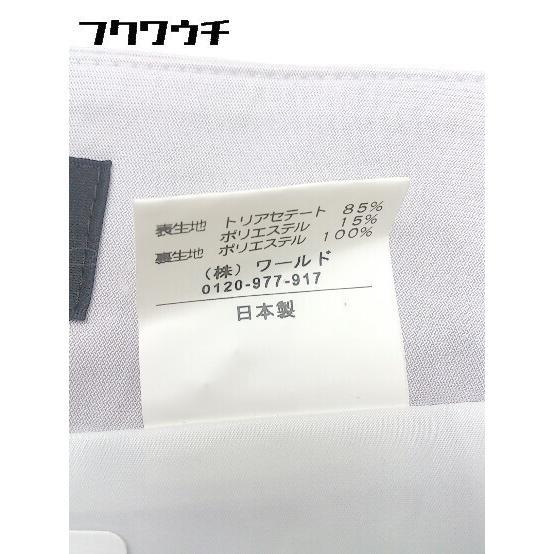 フクワウチ
表生地 トリアセテート 85%
ポリエステル 15%
裏生地 ポリエステル 100%
(株) ワールド
0120-977-917
日本製